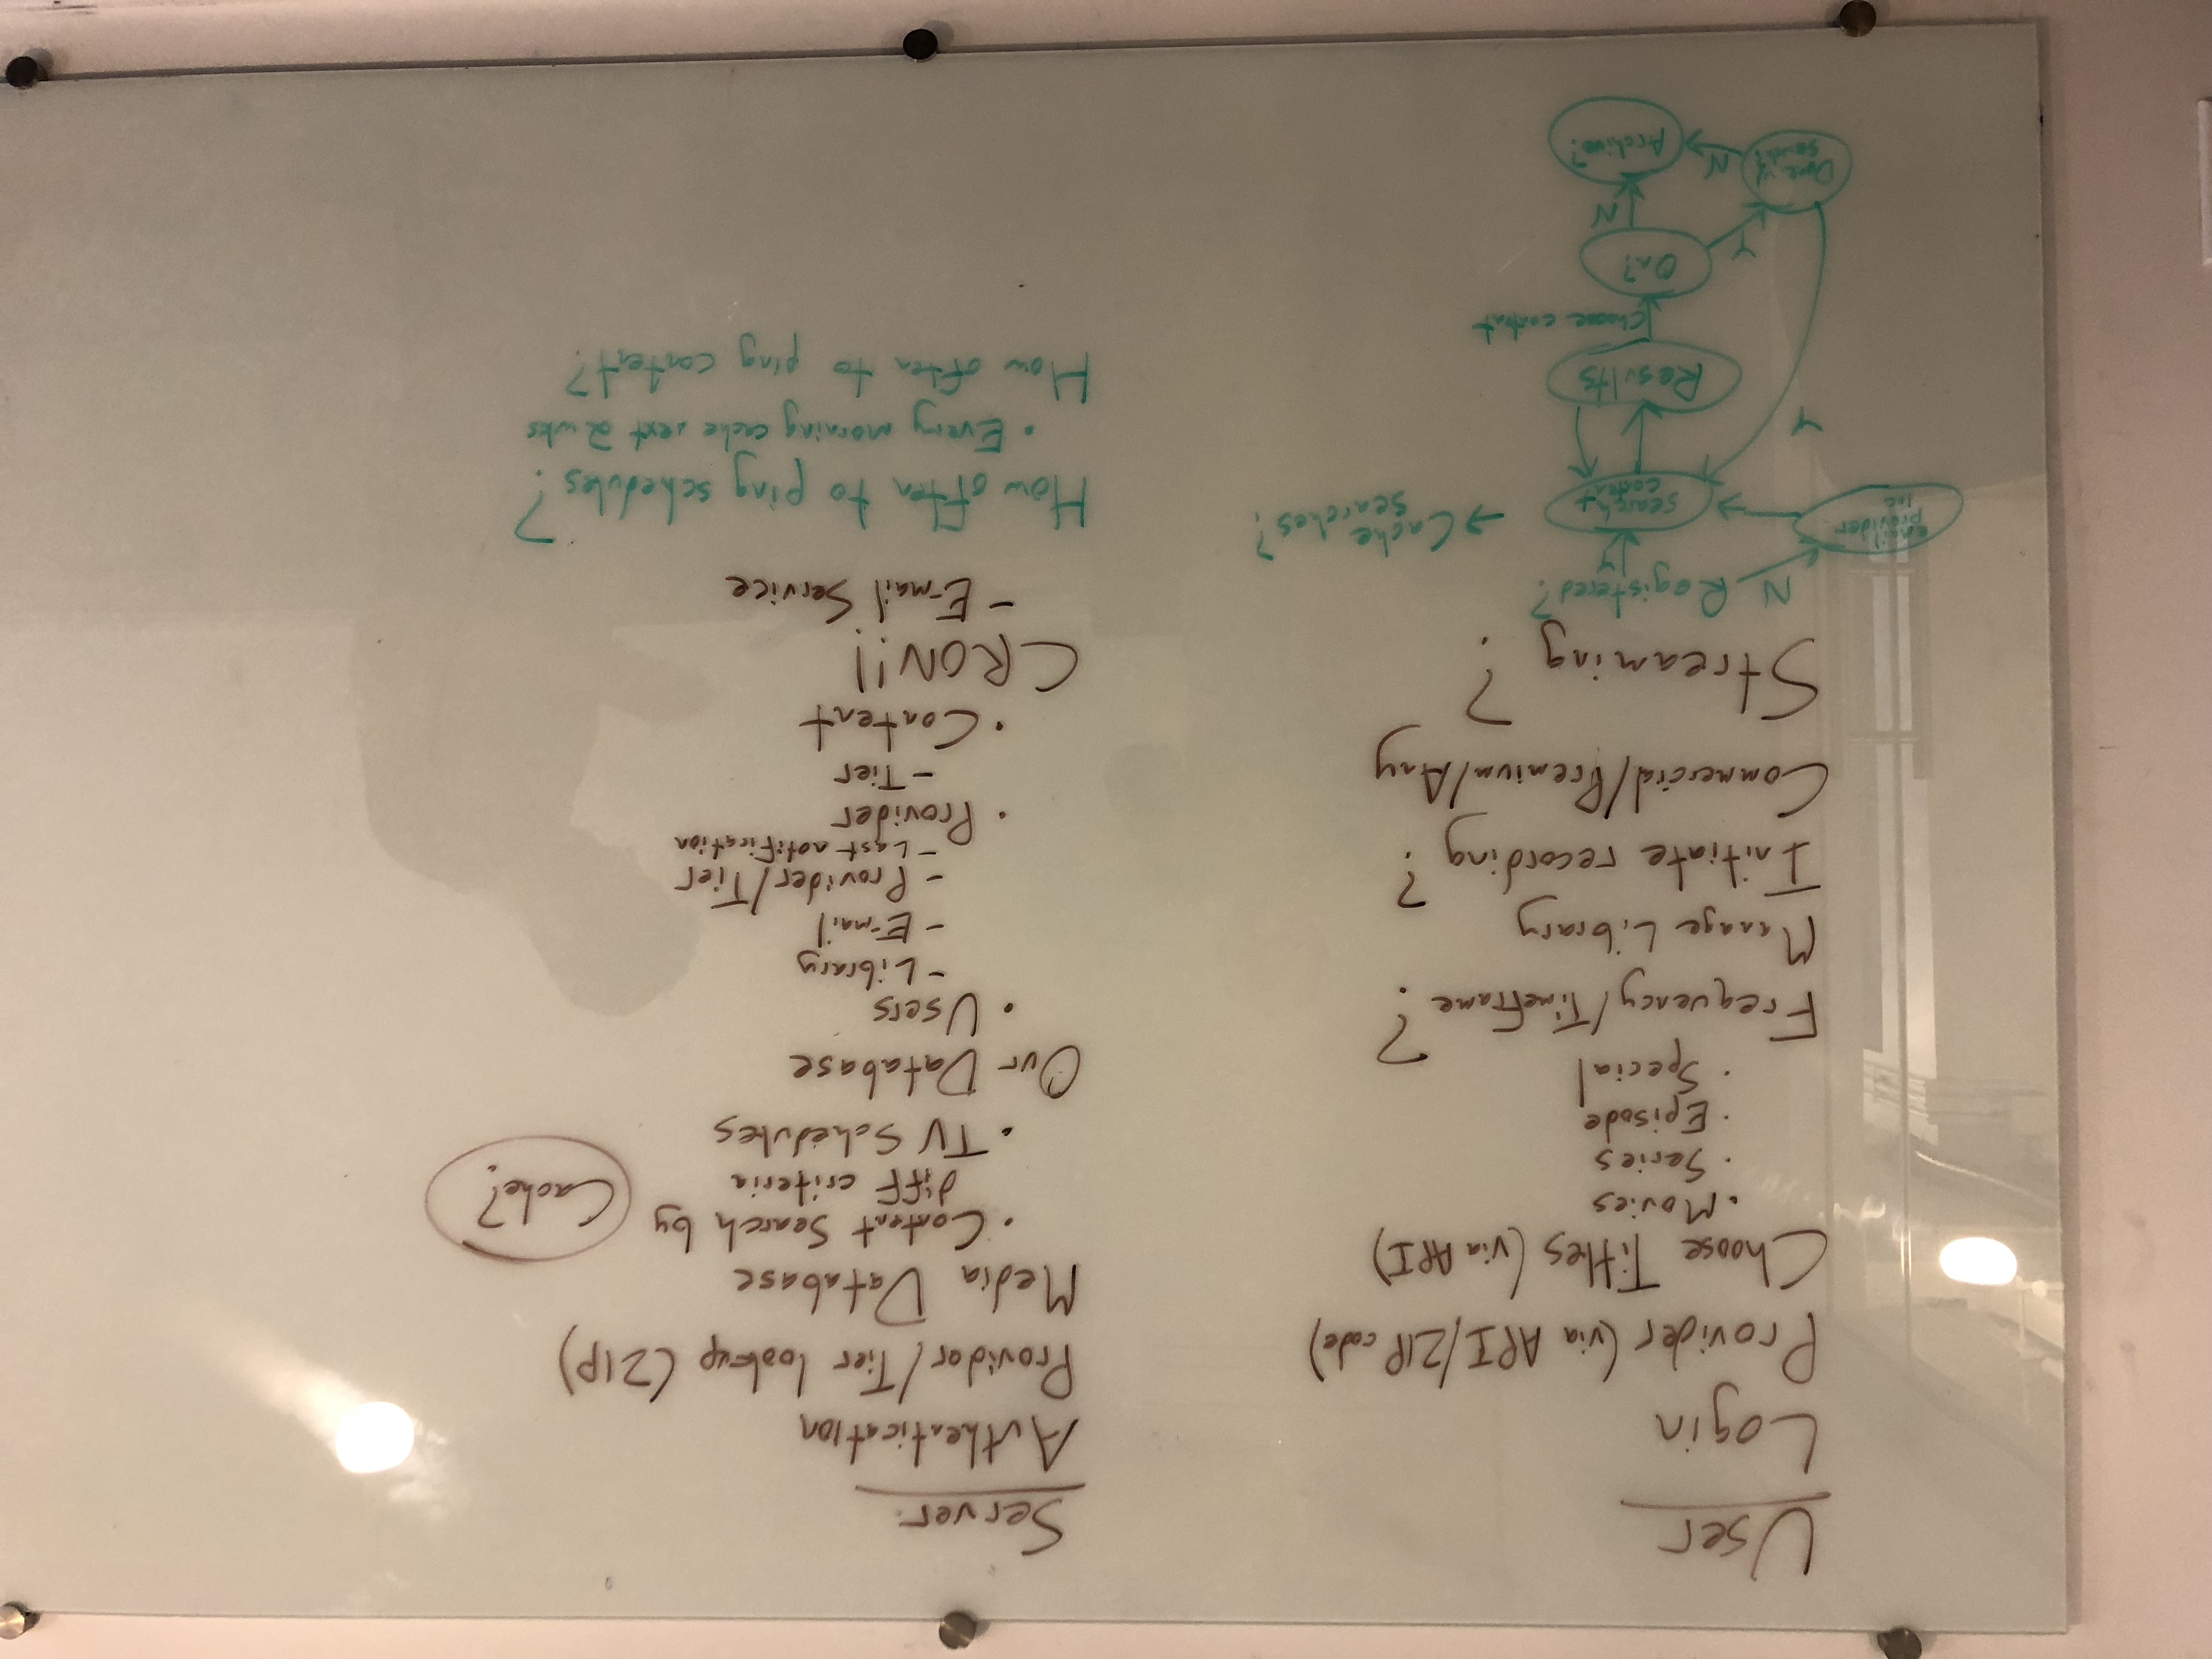 User
Login
Provider (via API/ZIP code)
Choose Titles (via API)
• Movies
• Series
• Episode
• Special
Frequency/TimeFrame?
Manage Library
Initiate recording?
Commercial/Premium/Any
Streaming?
N Registered?
Y
email
provider
loc
search
content
→ Cache
searches?
Y
Results
Choose content
On?
Y
N
Done w/
search?
N
Archive?
Server
Authentication
Provider/Tier lookup (ZIP)
Media Database
• Content Search by
diff criteria
Cache?
• TV Schedules
Our Database
• Users
- Library
- E-mail
- Provider/Tier
- Last notification
• Provider
- Tier
• Content
CRON!!
- E-mail Service
How often to ping schedules?
• Every morning cache next 2 wks
How often to ping content?